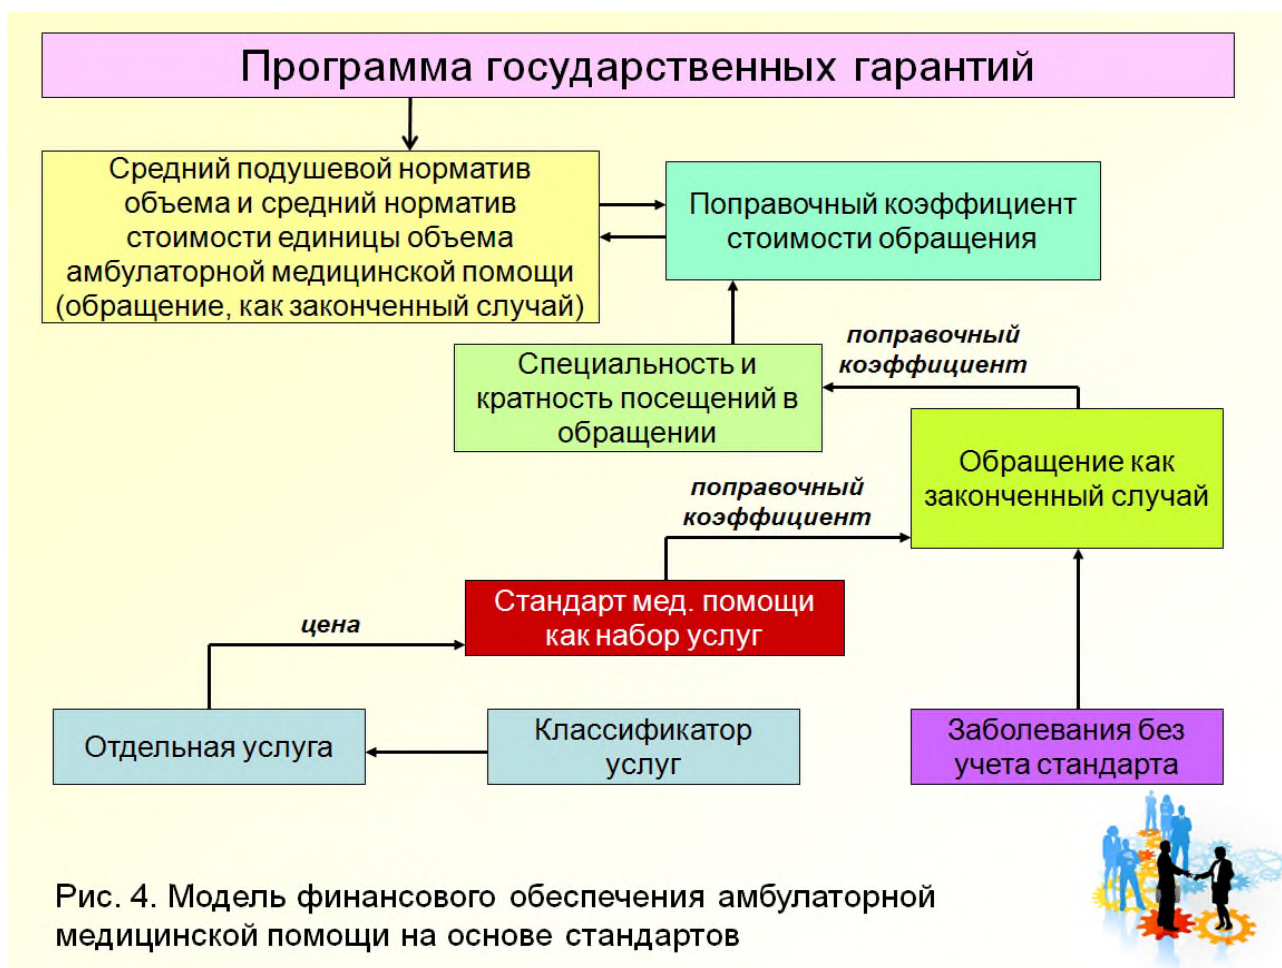 Программа государственных гарантий
Средний подушевой норматив
объема и средний норматив
стоимости единицы объема
амбулаторной медицинской помощи
(обращение, как законченный случай)
Поправочный коэффициент
стоимости обращения
поправочный
коэффициент
Специальность и
кратность посещений в
обращении
Обращение как
законченный случай
поправочный
коэффициент
Стандарт мед. помощи
как набор услуг
цена
Отдельная услуга
Классификатор
услуг
Заболевания без
учета стандарта
Рис. 4. Модель финансового обеспечения амбулаторной
медицинской помощи на основе стандартов